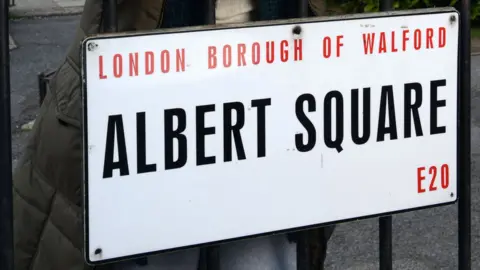 LONDON BOROUGH OF WALFORD
ALBERT SQUARE
E20